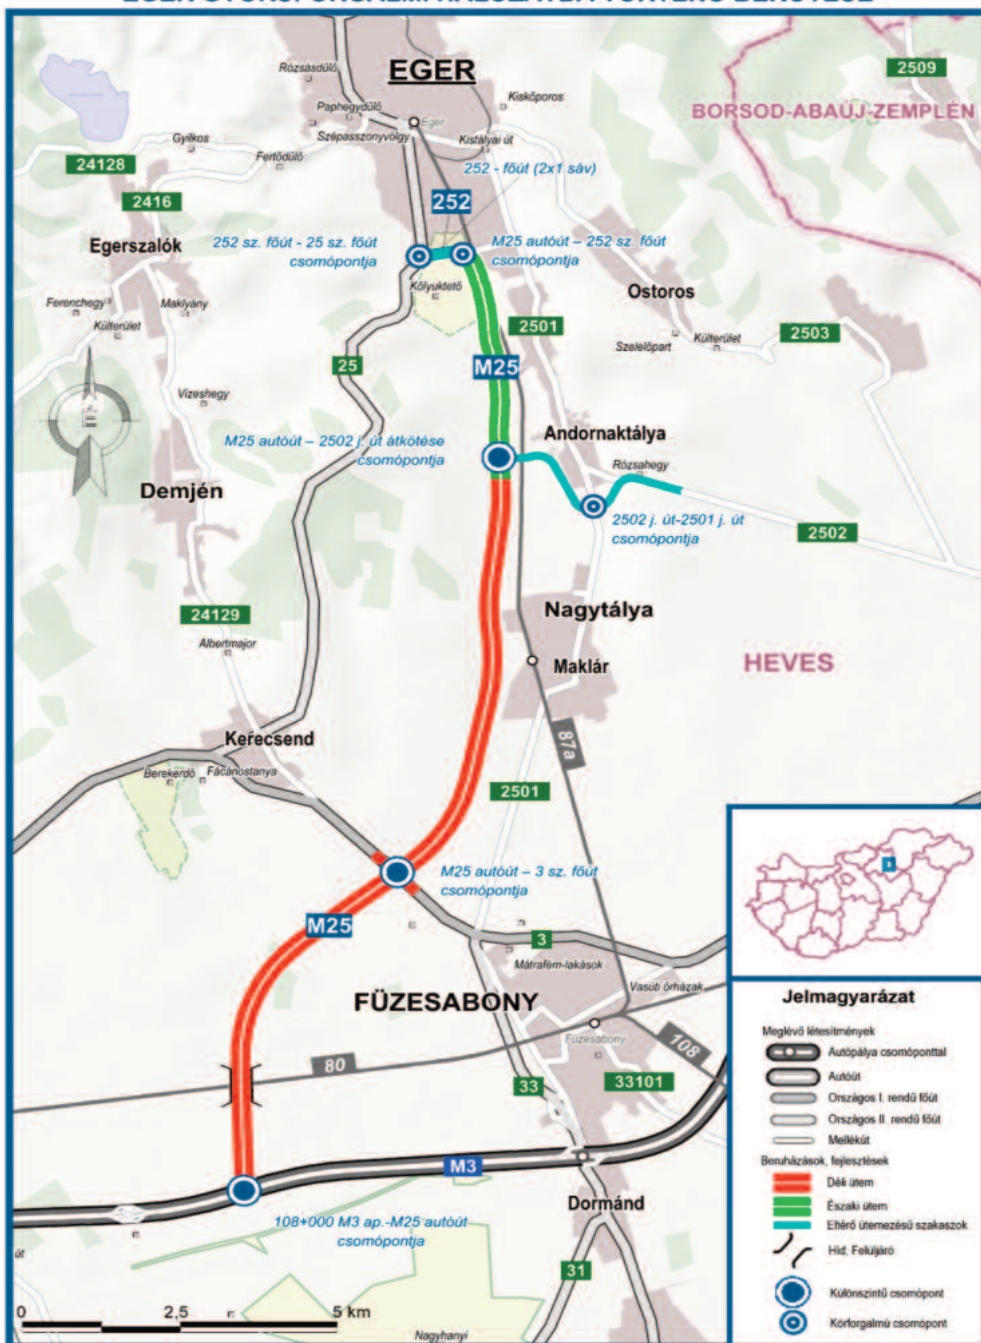 EGER
Rózsásdűlő
Paphegydűlő
Szépasszonyvölgy
Eger
Kiskőporos
Kistályai út
2509
BORSOD-ABAÚJ-ZEMPLÉN
Gyilkos
Fertődűlő
24128
2416
252 - főút (2x1 sáv)
252
Egerszalók
252 sz. főút - 25 sz. főút
csomópontja
M25 autóút – 252 sz. főút
csomópontja
Kőlyuktető
Ostoros
Ferenchegy
Maklyány
Külterület
2501
Szelelőpart
Külterület
2503
25
M25
Vizeshegy
M25 autóút – 2502 j. út átkötése
csomópontja
Andornaktálya
Rózsahegy
Demjén
2502 j. út-2501 j. út
csomópontja
2502
24129
Albertmajor
Nagytálya
Maklár
HEVES
Kerecsend
87a
Berekerdő
Fácánostanya
2501
M25 autóút – 3 sz. főút
csomópontja
M25
3
Mátrafém-lakások
Vasúti őrházak
FÜZESABONY
Füzesabony
80
108
33
33101
M3
Dormánd
108+000 M3 ap.-M25 autóút
csomópontja
31
Nagyhanyi
0 2,5 5 km
Jelmagyarázat
Meglévő létesítmények
Autópálya csomóponttal
Autóút
Országos I. rendű főút
Országos II. rendű főút
Mellékút
Beruházások, fejlesztések
Déli ütem
Északi ütem
Eltérő ütemezésű szakaszok
Híd, Felüljáró
Különszintű csomópont
Körforgalmú csomópont